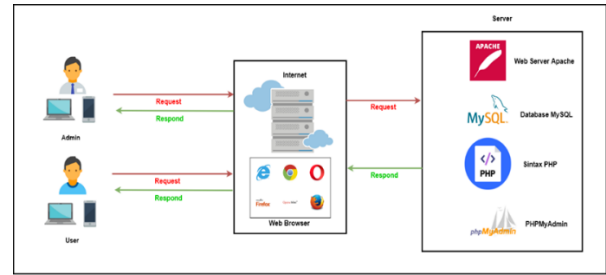 Server
Internet
APACHE
Web Server Apache
Request
Respond
Request
Admin
MySQL
Database MySQL
Request
Respond
Respond
PHP
Sintax PHP
Firefox
Web Browser
User
phpMyAdmin
PHPMyAdmin